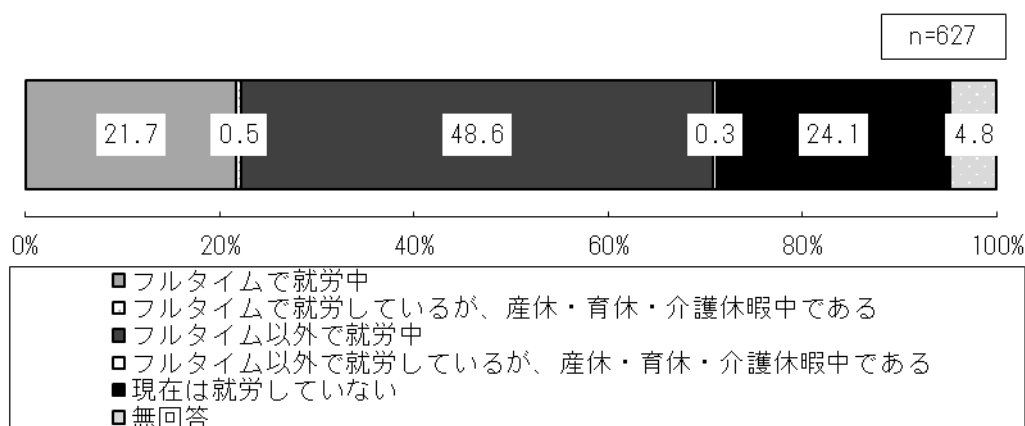 n=627
21.7 0.5 48.6 0.3 24.1 4.8
0% 20% 40% 60% 80% 100%
フルタイムで就労中
フルタイムで就労しているが、産休・育休・介護休暇中である
フルタイム以外で就労中
フルタイム以外で就労しているが、産休・育休・介護休暇中である
現在は就労していない
無回答